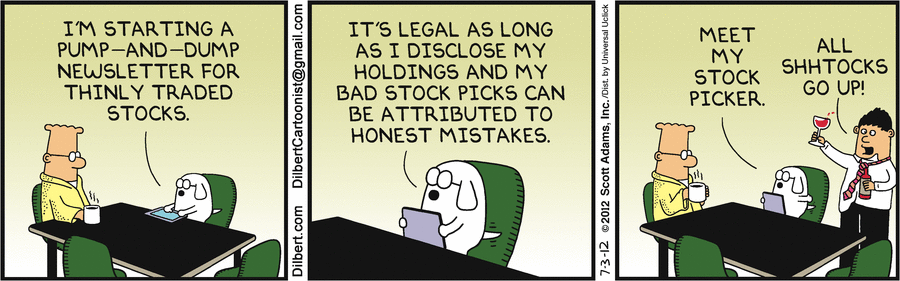 I'M STARTING A
PUMP-AND-DUMP
NEWSLETTER FOR
THINLY TRADED
STOCKS.
Dilbert.com DilbertCartoonist@gmail.com
IT'S LEGAL AS LONG
AS I DISCLOSE MY
HOLDINGS AND MY
BAD STOCK PICKS CAN
BE ATTRIBUTED TO
HONEST MISTAKES.
7-3-12 ©2012 Scott Adams, Inc./Dist. by Universal Uclick
MEET
MY
STOCK
PICKER.
ALL
SHHTOCKS
GO UP!